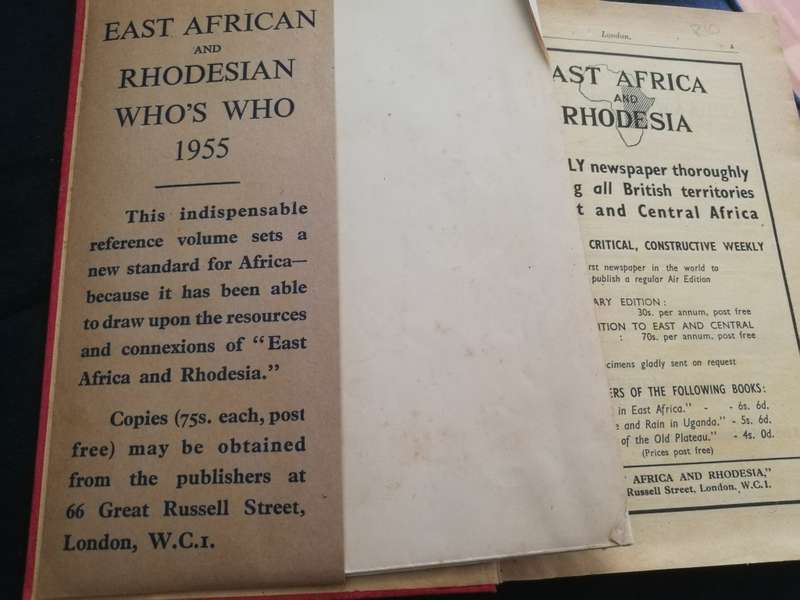 EAST AFRICAN
AND
RHODESIAN
WHO'S WHO
1955
This indispensable
reference volume sets a
new standard for Africa—
because it has been able
to draw upon the resources
and connexions of "East
Africa and Rhodesia."
Copies (75s. each, post
free) may be obtained
from the publishers at
66 Great Russell Street,
London, W.C.1.
London.
AST AFRICA
AND
RHODESIA
LY newspaper thoroughly
g all British territories
t and Central Africa
CRITICAL, CONSTRUCTIVE WEEKLY
rst newspaper in the world to
publish a regular Air Edition
ARY EDITION:
30s. per annum, post free
ITION TO EAST AND CENTRAL
: 70s. per annum, post free
cimens gladly sent on request
ERS OF THE FOLLOWING BOOKS:
in East Africa." - - 6s. 6d.
e and Rain in Uganda." - 5s. 6d.
of the Old Plateau." - 4s. 0d.
(Prices post free)
AFRICA AND RHODESIA,"
Russell Street, London, W.C.1.